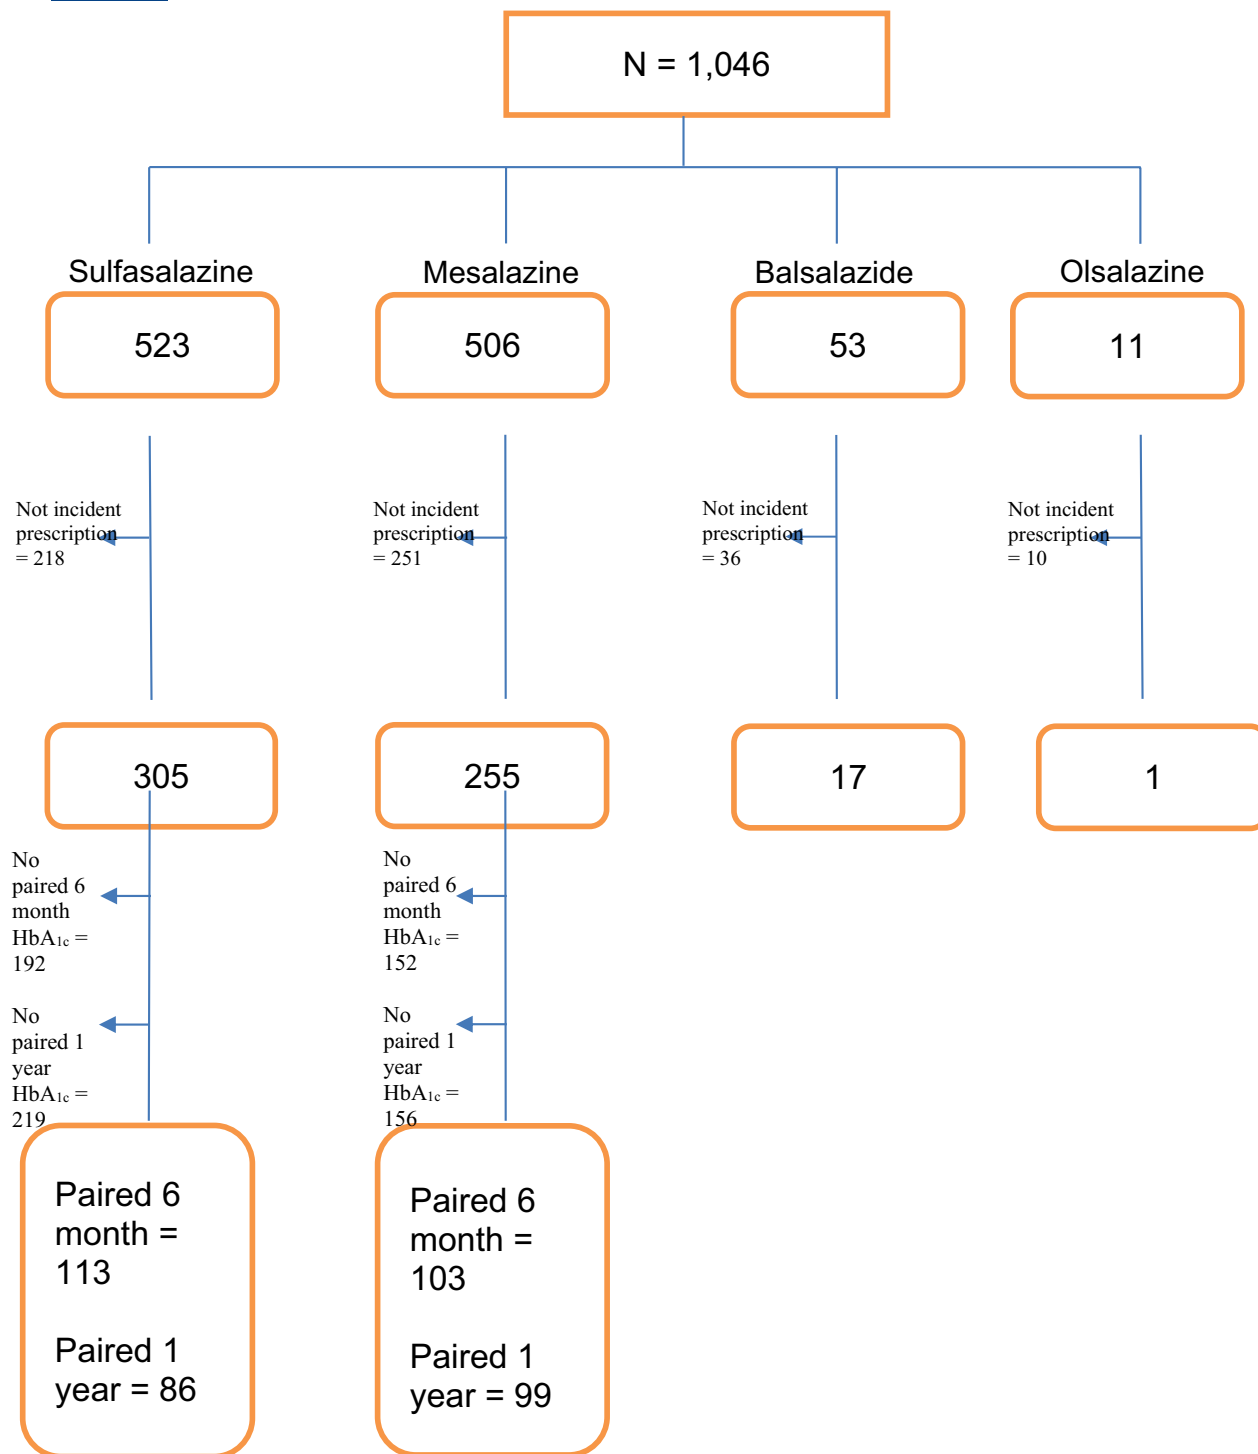 N = 1,046
Sulfasalazine
Mesalazine
Balsalazide
Olsalazine
523
506
53
11
Not incident
prescription
= 218
Not incident
prescription
= 251
Not incident
prescription
= 36
Not incident
prescription
= 10
305
255
17
1
No
paired 6
month
HbA1c =
192
No
paired 6
month
HbA1c =
152
No
paired 1
year
HbA1c =
219
No
paired 1
year
HbA1c =
156
Paired 6
month =
113
Paired 1
year = 86
Paired 6
month =
103
Paired 1
year = 99